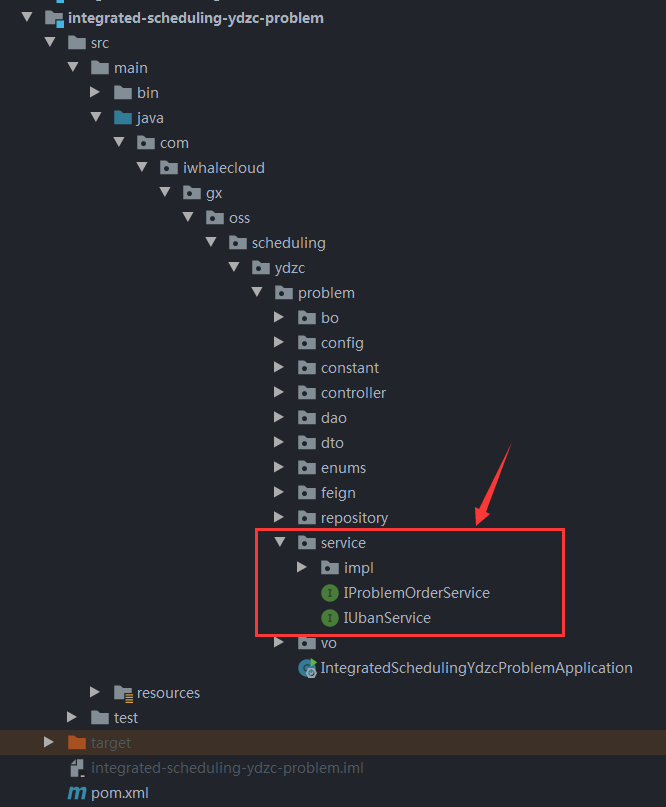 integrated-scheduling-ydzc-problem
src
main
bin
java
com
iwhalecloud
gx
oss
scheduling
ydzc
problem
bo
config
constant
controller
dao
dto
enums
feign
repository
service
impl
I IProblemOrderService
I IUbanService
vo
IntegratedSchedulingYdzcProblemApplication
resources
test
target
integrated-scheduling-ydzc-problem.iml
m pom.xml